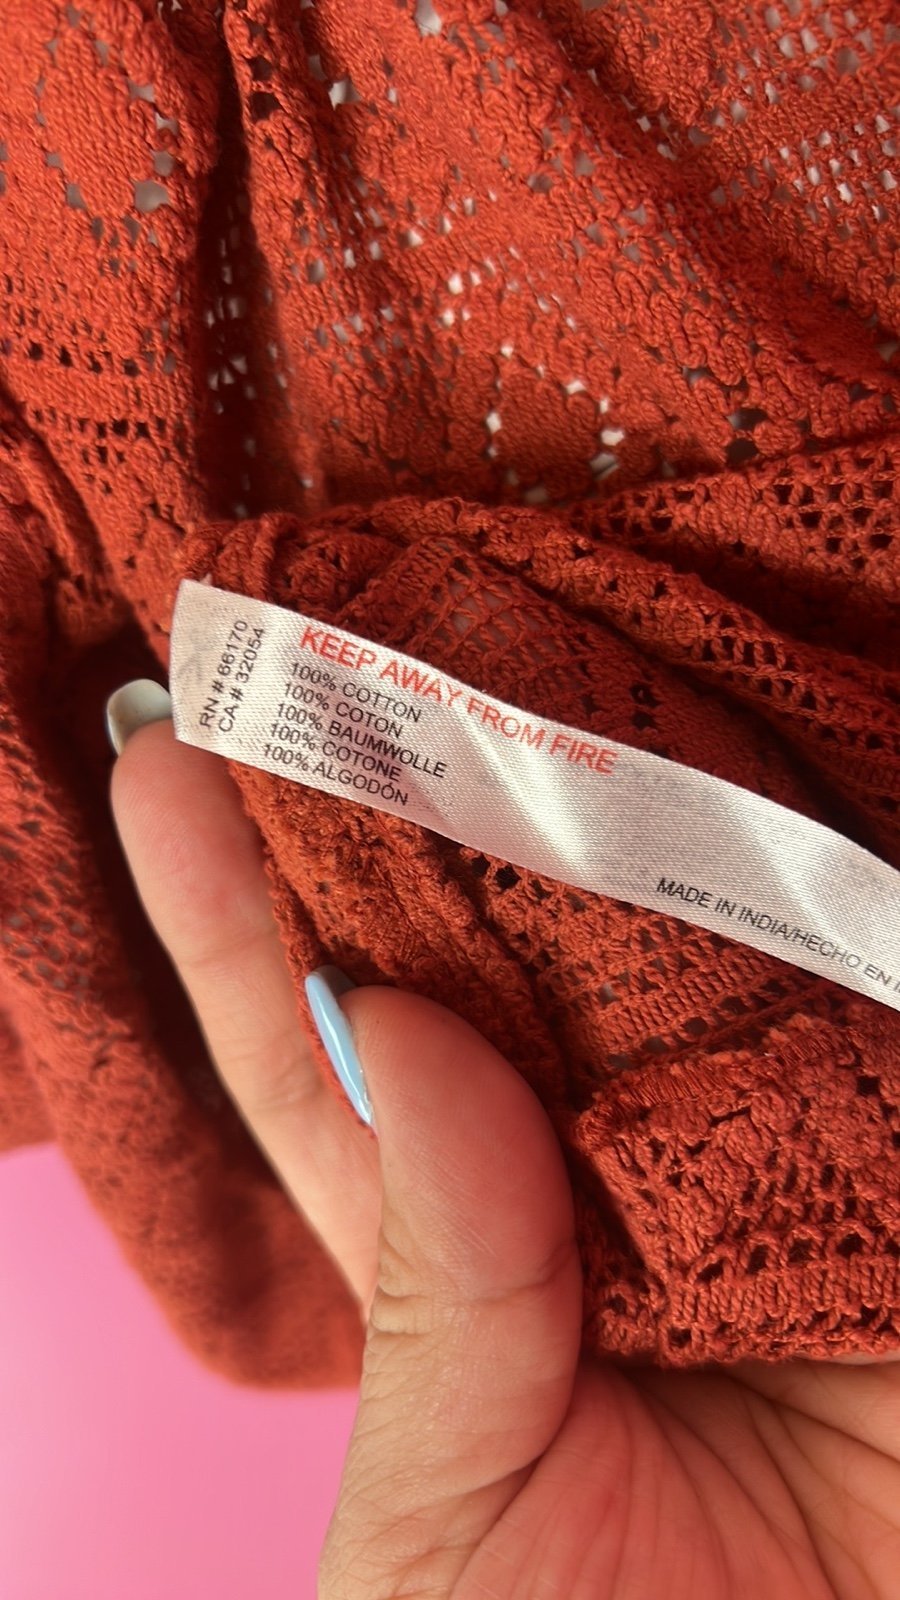 RN# 66170
CA# 32054
KEEP AWAY FROM FIRE
100% COTTON
100% COTON
100% BAUMWOLLE
100% COTONE
100% ALGODÓN
MADE IN INDIA/HECHO EN